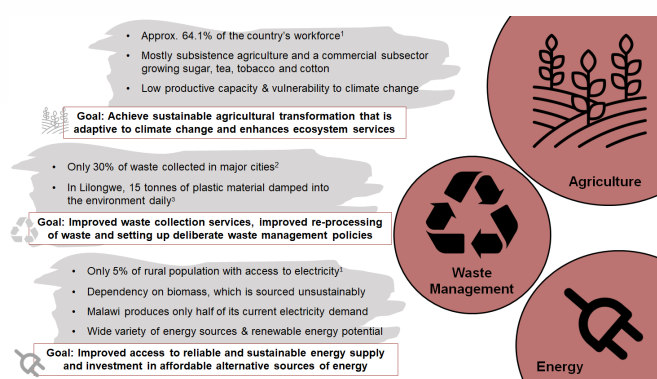 • Approx. 64.1% of the country's workforce¹
• Mostly subsistence agriculture and a commercial subsector
growing sugar, tea, tobacco and cotton
• Low productive capacity & vulnerability to climate change
Goal: Achieve sustainable agricultural transformation that is
adaptive to climate change and enhances ecosystem services
Agriculture
• Only 30% of waste collected in major cities²
• In Lilongwe, 15 tonnes of plastic material damped into
the environment daily³
Goal: Improved waste collection services, improved re-processing
of waste and setting up deliberate waste management policies
Waste
Management
• Only 5% of rural population with access to electricity¹
• Dependency on biomass, which is sourced unsustainably
• Malawi produces only half of its current electricity demand
• Wide variety of energy sources & renewable energy potential
Goal: Improved access to reliable and sustainable energy supply
and investment in affordable alternative sources of energy
Energy